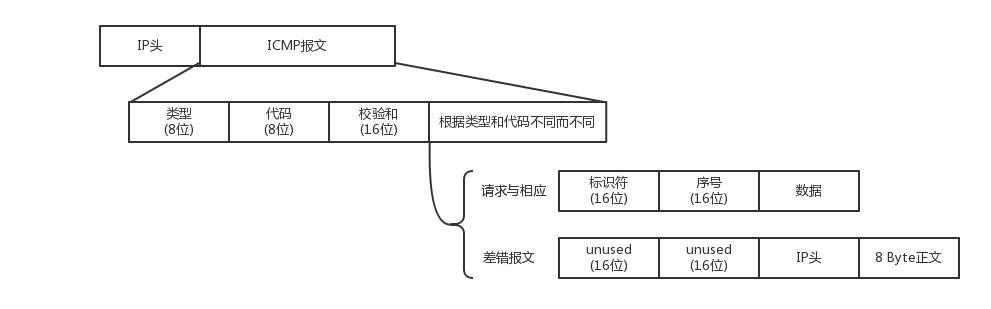 IP头
ICMP报文
类型
(8位)
代码
(8位)
校验和
(16位)
根据类型和代码不同而不同
请求与相应
标识符
(16位)
序号
(16位)
数据
差错报文
unused
(16位)
unused
(16位)
IP头
8 Byte正文